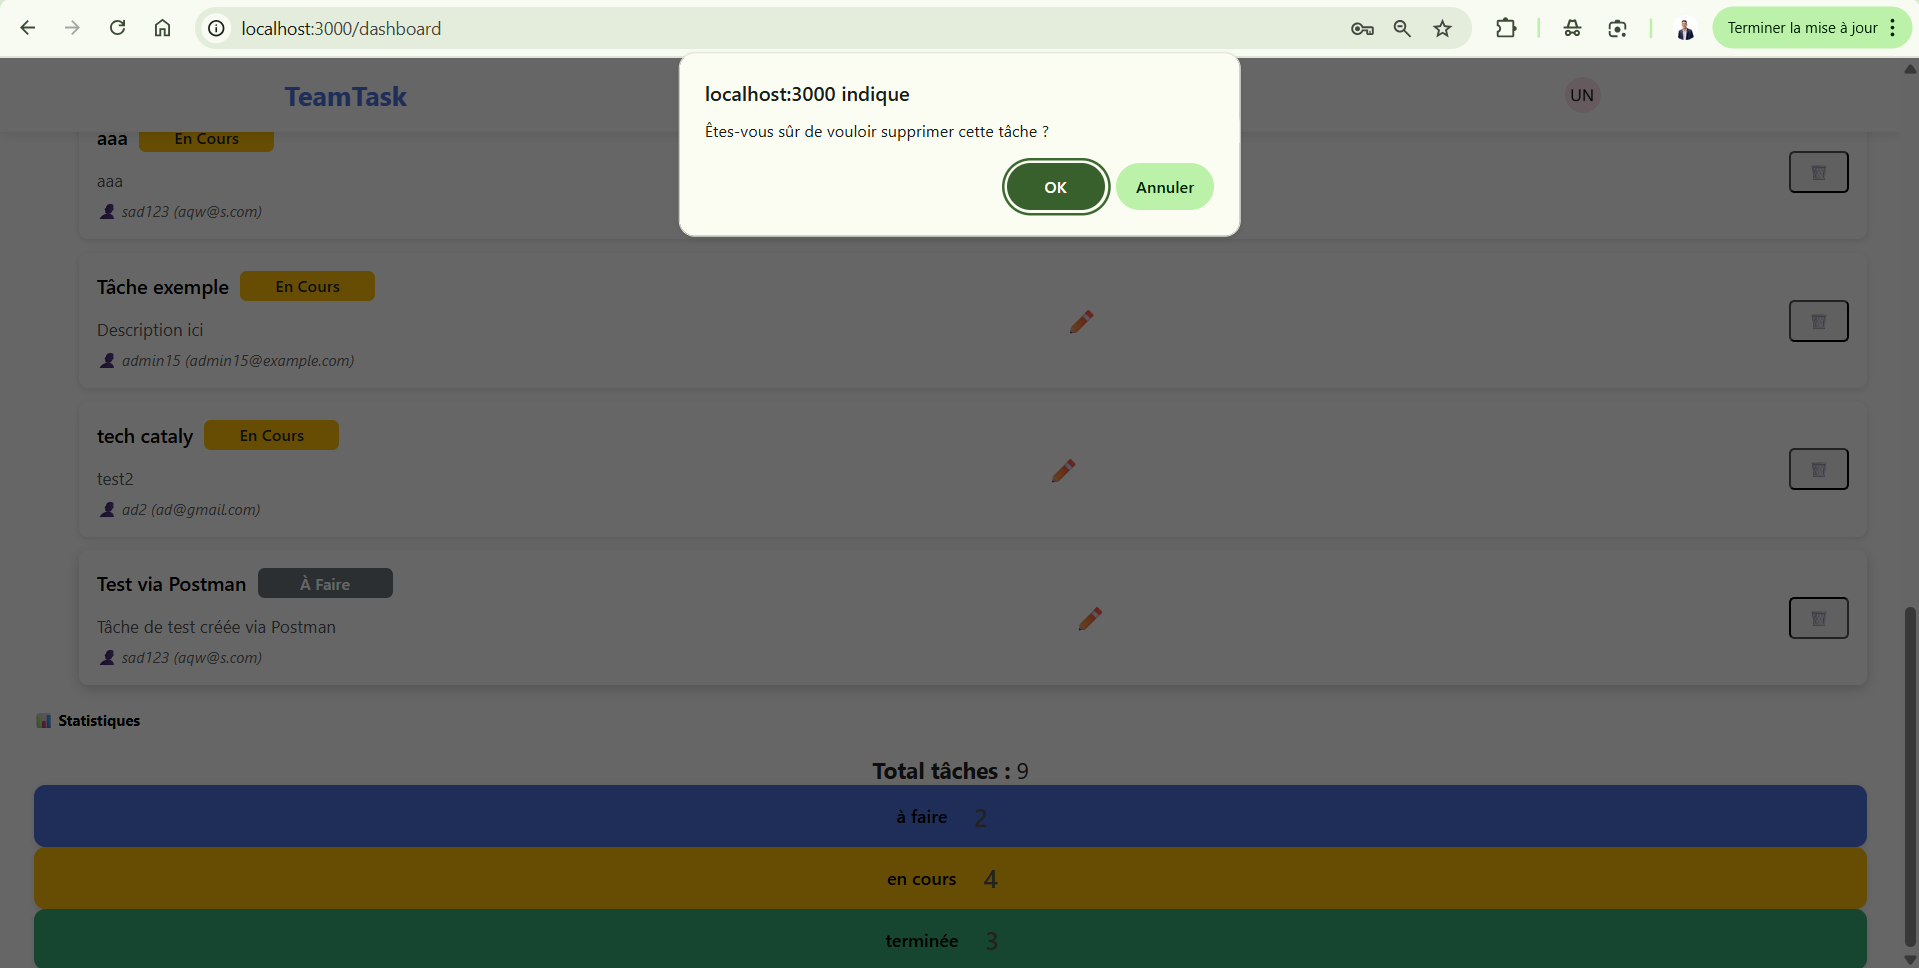 localhost:3000/dashboard
Terminer la mise à jour
localhost:3000 indique
Êtes-vous sûr de vouloir supprimer cette tâche ?
OK
Annuler
TeamTask
UN
aaa
En Cours
aaa
sad123 (aqw@s.com)
Tâche exemple
En Cours
Description ici
admin15 (admin15@example.com)
tech cataly
En Cours
test2
ad2 (ad@gmail.com)
Test via Postman
À Faire
Tâche de test créée via Postman
sad123 (aqw@s.com)
Statistiques
Total tâches : 9
à faire 2
en cours 4
terminée 3